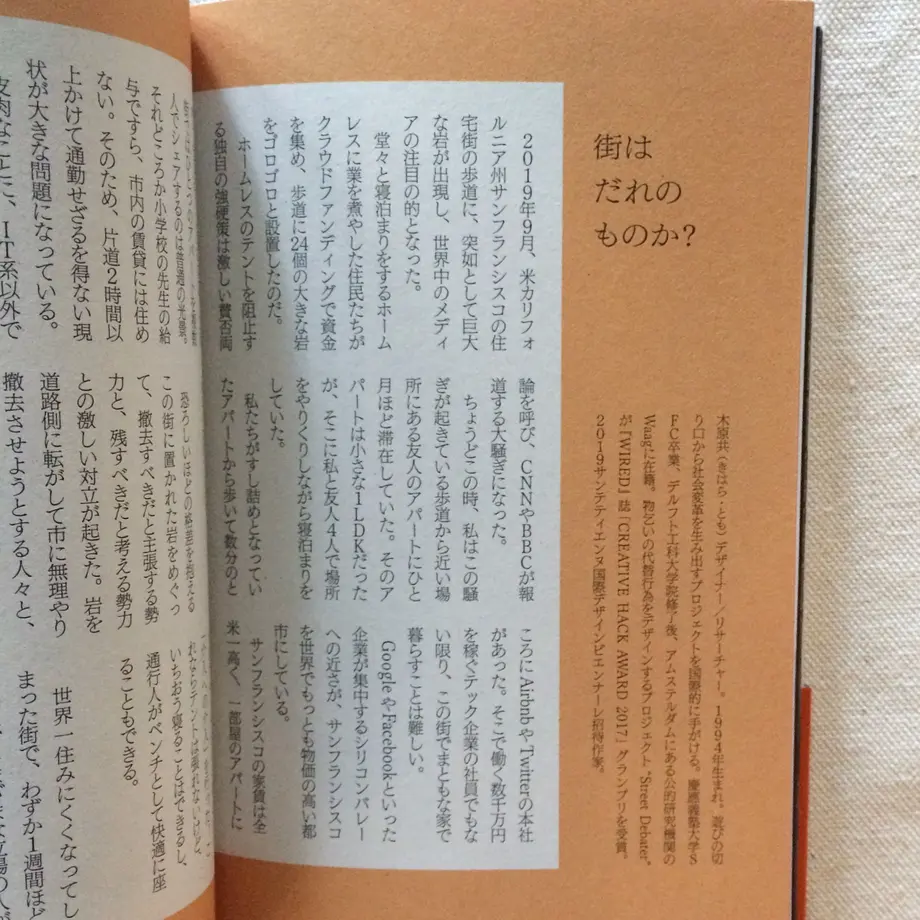 街は
だれの
ものか?
木原共(きはら・とも)デザイナー/リサーチャー。1994年生まれ。遊びの切
り口から社会変革を生み出すプロジェクトを国際的に手がける。慶應義塾大学S
FC卒業、デルフト工科大学院修了後、アムステルダムにある公的研究機関の
Waagに在籍。物乞いの代替行為をデザインするプロジェクト“Street Debater”
が『WIRED』誌「CREATIVE HACK AWARD 2017」グランプリを受賞。
2019サンテティエンヌ国際デザインビエンナーレ招待作家。
2019年9月、米カリフォ
ルニア州サンフランシスコの住
宅街の歩道に、突如として巨大
な岩が出現し、世界中のメディ
アの注目の的となった。
堂々と寝泊まりをするホーム
レスに業を煮やした住民たちが
クラウドファンディングで資金
を集め、歩道に24個の大きな岩
をゴロゴロと設置したのだ。
ホームレスのテントを阻止す
る独自の強硬策は激しい賛否両
論を呼び、CNNやBBCが報
道する大騒ぎになった。
ちょうどこの時、私はこの騒
ぎが起きている歩道から近い場
所にある友人のアパートにひと
月ほど滞在していた。そのア
パートは小さな1LDKだった
が、そこに私と友人4人で場所
をやりくりしながら寝泊まりを
していた。
私たちがすし詰めとなってい
たアパートから歩いて数分のと
ころにAirbnbやTwitterの本社
があった。そこで働く数千万円
を稼ぐテック企業の社員でもな
い限り、この街でまともな家で
暮らすことは難しい。
GoogleやFacebookといった
企業が集中するシリコンバレー
への近さが、サンフランシスコ
を世界でもっとも物価の高い都
市にしている。
サンフランシスコの家賃は全
米一高く、一部屋のアパートに
人でシェアするのは普通の光景。
それどころか小学校の先生の給
与ですら、市内の賃貸には住め
ない。そのため、片道2時間以
上かけて通勤せざるを得ない現
状が大きな問題になっている。
皮肉なことに、IT系以外で
恐ろしいほどの格差を抱える
この街に置かれた岩をめぐっ
て、撤去すべきだと主張する勢
力と、残すべきだと考える勢力
との激しい対立が起きた。岩を
道路側に転がして市に無理やり
撤去させようとする人々と、
いちおう寝ることはできるし、
通行人がベンチとして快適に座
ることもできる。
世界一住みにくくなってし
まった街で、わずか1週間ほど